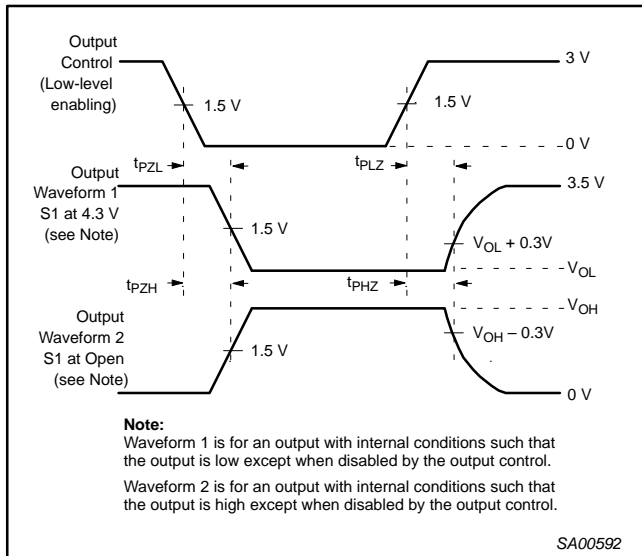 Output
Control
(Low-level
enabling)
3 V
1.5 V
1.5 V
0 V
tPZL
tPLZ
Output
Waveform 1
S1 at 4.3 V
(see Note)
3.5 V
1.5 V
VOL + 0.3V
VOL
tPZH
tPHZ
VOH
Output
Waveform 2
S1 at Open
(see Note)
1.5 V
VOH – 0.3V
0 V
Note:
Waveform 1 is for an output with internal conditions such that
the output is low except when disabled by the output control.
Waveform 2 is for an output with internal conditions such that
the output is high except when disabled by the output control.
SA00592